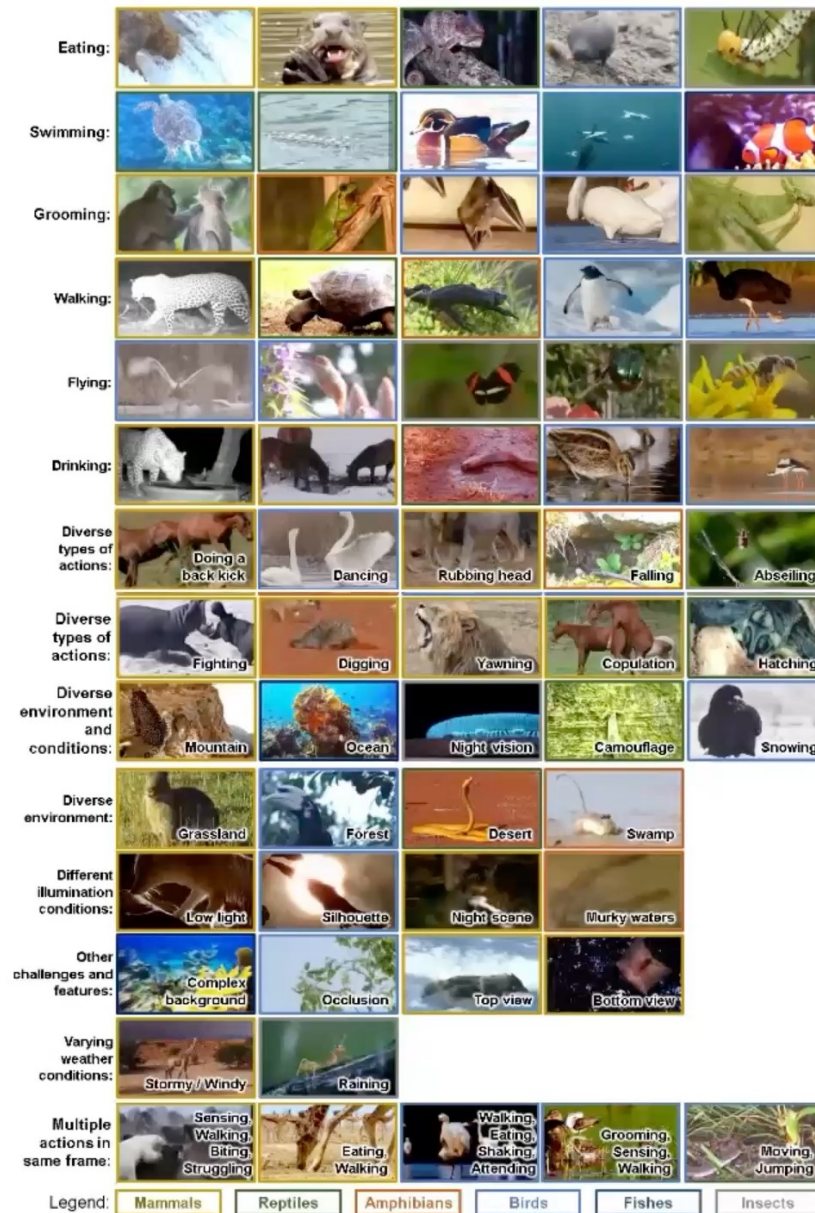 Eating:
Swimming:
Grooming:
Walking:
Flying:
Drinking:
Diverse
types of
actions:
Doing a
back kick
Dancing
Rubbing head
Falling
Abseiling
Diverse
types of
actions:
Fighting
Digging
Yawning
Copulation
Hatching
Diverse
environment
and
conditions:
Mountain
Ocean
Night vision
Camouflage
Snowing
Diverse
environment:
Grassland
Forest
Desert
Swamp
Different
illumination
conditions:
Low light
Silhouette
Night scene
Murky waters
Other
challenges and
features:
Complex
background
Occlusion
Top view
Bottom view
Varying
weather
conditions:
Stormy / Windy
Raining
Multiple
actions in
same frame:
Sensing,
Walking,
Biting,
Struggling
Eating,
Walking
Walking,
Eating,
Shaking,
Attending
Grooming,
Sensing,
Walking
Moving,
Jumping
Legend: Mammals Reptiles Amphibians Birds Fishes Insects